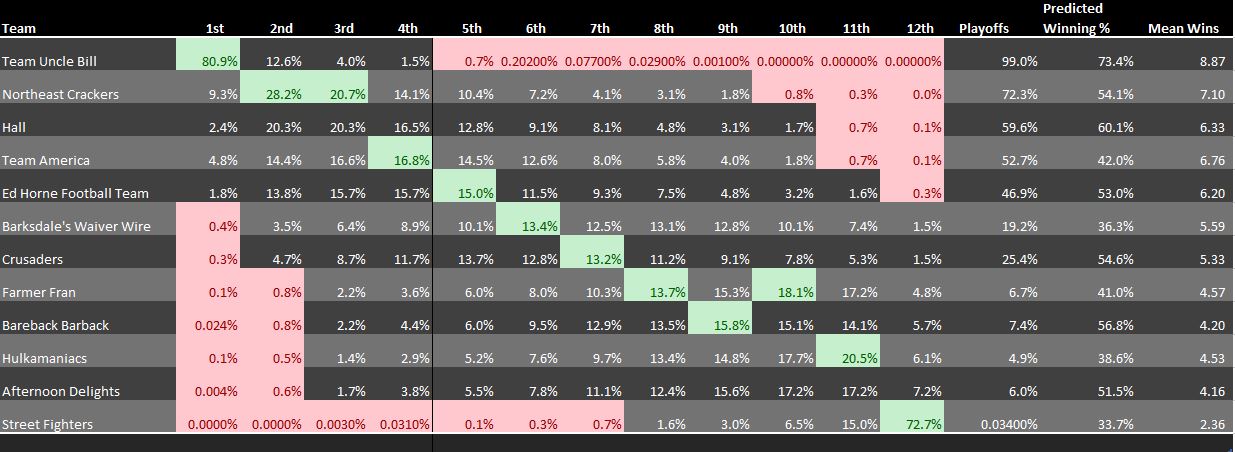 Predicted
Team 1st 2nd 3rd 4th 5th 6th 7th 8th 9th 10th 11th 12th Playoffs Winning % Mean Wins
Team Uncle Bill 80.9% 12.6% 4.0% 1.5% 0.7% 0.20200% 0.07700% 0.02900% 0.00100% 0.00000% 0.00000% 0.00000% 99.0% 73.4% 8.87
Northeast Crackers 9.3% 28.2% 20.7% 14.1% 10.4% 7.2% 4.1% 3.1% 1.8% 0.8% 0.3% 0.0% 72.3% 54.1% 7.10
Hall 2.4% 20.3% 20.3% 16.5% 12.8% 9.1% 8.1% 4.8% 3.1% 1.7% 0.7% 0.1% 59.6% 60.1% 6.33
Team America 4.8% 14.4% 16.6% 16.8% 14.5% 12.6% 8.0% 5.8% 4.0% 1.8% 0.7% 0.1% 52.7% 42.0% 6.76
Ed Horne Football Team 1.8% 13.8% 15.7% 15.7% 15.0% 11.5% 9.3% 7.5% 4.8% 3.2% 1.6% 0.3% 46.9% 53.0% 6.20
Barksdale's Waiver Wire 0.4% 3.5% 6.4% 8.9% 10.1% 13.4% 12.5% 13.1% 12.8% 10.1% 7.4% 1.5% 19.2% 36.3% 5.59
Crusaders 0.3% 4.7% 8.7% 11.7% 13.7% 12.8% 13.2% 11.2% 9.1% 7.8% 5.3% 1.5% 25.4% 54.6% 5.33
Farmer Fran 0.1% 0.8% 2.2% 3.6% 6.0% 8.0% 10.3% 13.7% 15.3% 18.1% 17.2% 4.8% 6.7% 41.0% 4.57
Bareback Barback 0.024% 0.8% 2.2% 4.4% 6.0% 9.5% 12.9% 13.5% 15.8% 15.1% 14.1% 5.7% 7.4% 56.8% 4.20
Hulkamaniacs 0.1% 0.5% 1.4% 2.9% 5.2% 7.6% 9.7% 13.4% 14.8% 17.7% 20.5% 6.1% 4.9% 38.6% 4.53
Afternoon Delights 0.004% 0.6% 1.7% 3.8% 5.5% 7.8% 11.1% 12.4% 15.6% 17.2% 17.2% 7.2% 6.0% 51.5% 4.16
Street Fighters 0.0000% 0.0000% 0.0030% 0.0310% 0.1% 0.3% 0.7% 1.6% 3.0% 6.5% 15.0% 72.7% 0.03400% 33.7% 2.36